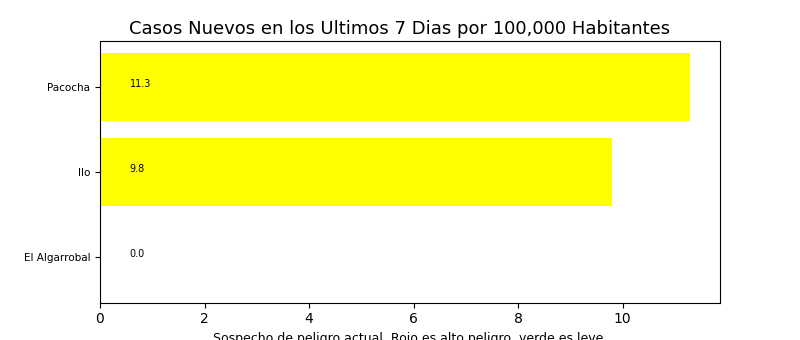 Casos Nuevos en los Ultimos 7 Dias por 100,000 Habitantes
Pacocha
11.3
Ilo
9.8
El Algarrobal
0.0
0 2 4 6 8 10
Sospecho de peligro actual. Rojo es alto peligro, verde es leve